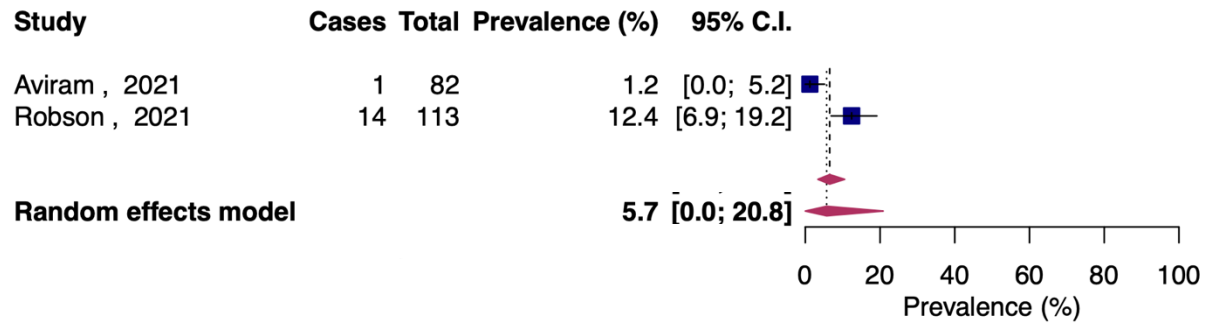 Study Cases Total Prevalence (%) 95% C.I.
Aviram , 2021 1 82 1.2 [0.0; 5.2]
Robson , 2021 14 113 12.4 [6.9; 19.2]
Random effects model 5.7 [0.0; 20.8]
0 20 40 60 80 100
Prevalence (%)